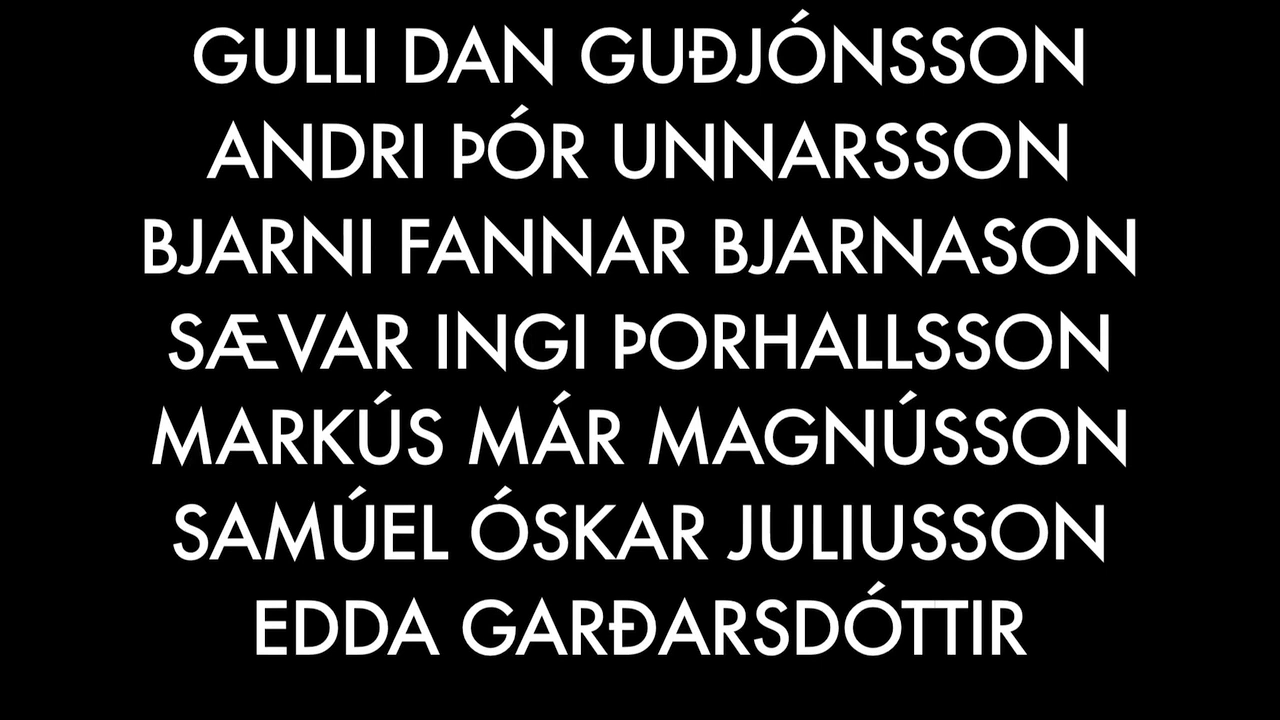 GULLI DAN GUÐJÓNSSON
ANDRI ÞÓR UNNARSSON
BJARNI FANNAR BJARNASON
SÆVAR INGI ÞORHALLSSON
MARKÚS MÁR MAGNÚSSON
SAMÚEL ÓSKAR JULIUSSON
EDDA GARÐARSDÓTTIR